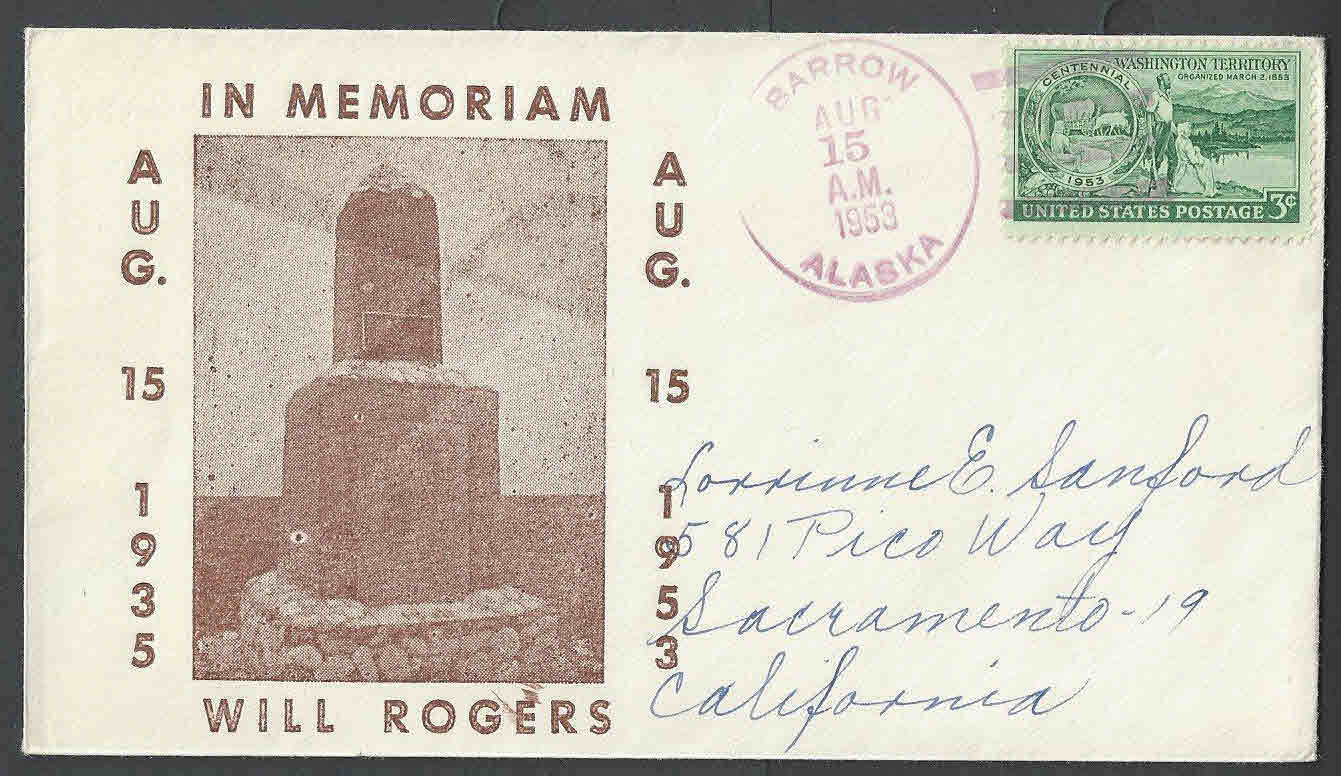 IN MEMORIAM
AUG. 15 1935
AUG. 15 1953
WILL ROGERS
BARROW
AUG
15
A.M.
1953
ALASKA
CENTENNIAL
1953
WASHINGTON TERRITORY
ORGANIZED MARCH 2, 1853
UNITED STATES POSTAGE 3¢
Lorrinne E. Sanford
581 Pico Way
Sacramento-19
California